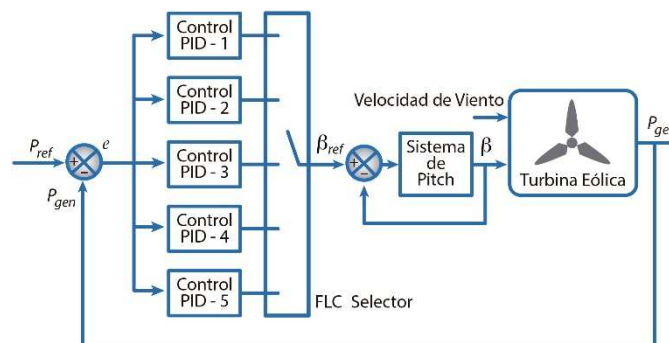 Control
PID - 1
Control
PID - 2
Control
PID - 3
Control
PID - 4
Control
PID - 5
P_ref
+
−
e
P_gen
FLC Selector
β_ref
+
−
Sistema
de
Pitch
β
Velocidad de Viento
Turbina Eólica
P_ge